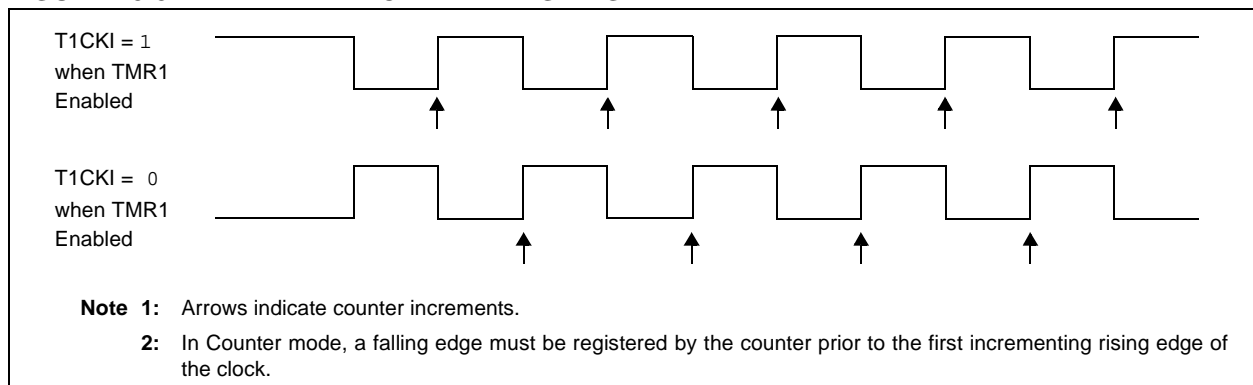 T1CKI = 1
when TMR1
Enabled
T1CKI = 0
when TMR1
Enabled
Note 1: Arrows indicate counter increments.
2: In Counter mode, a falling edge must be registered by the counter prior to the first incrementing rising edge of
the clock.